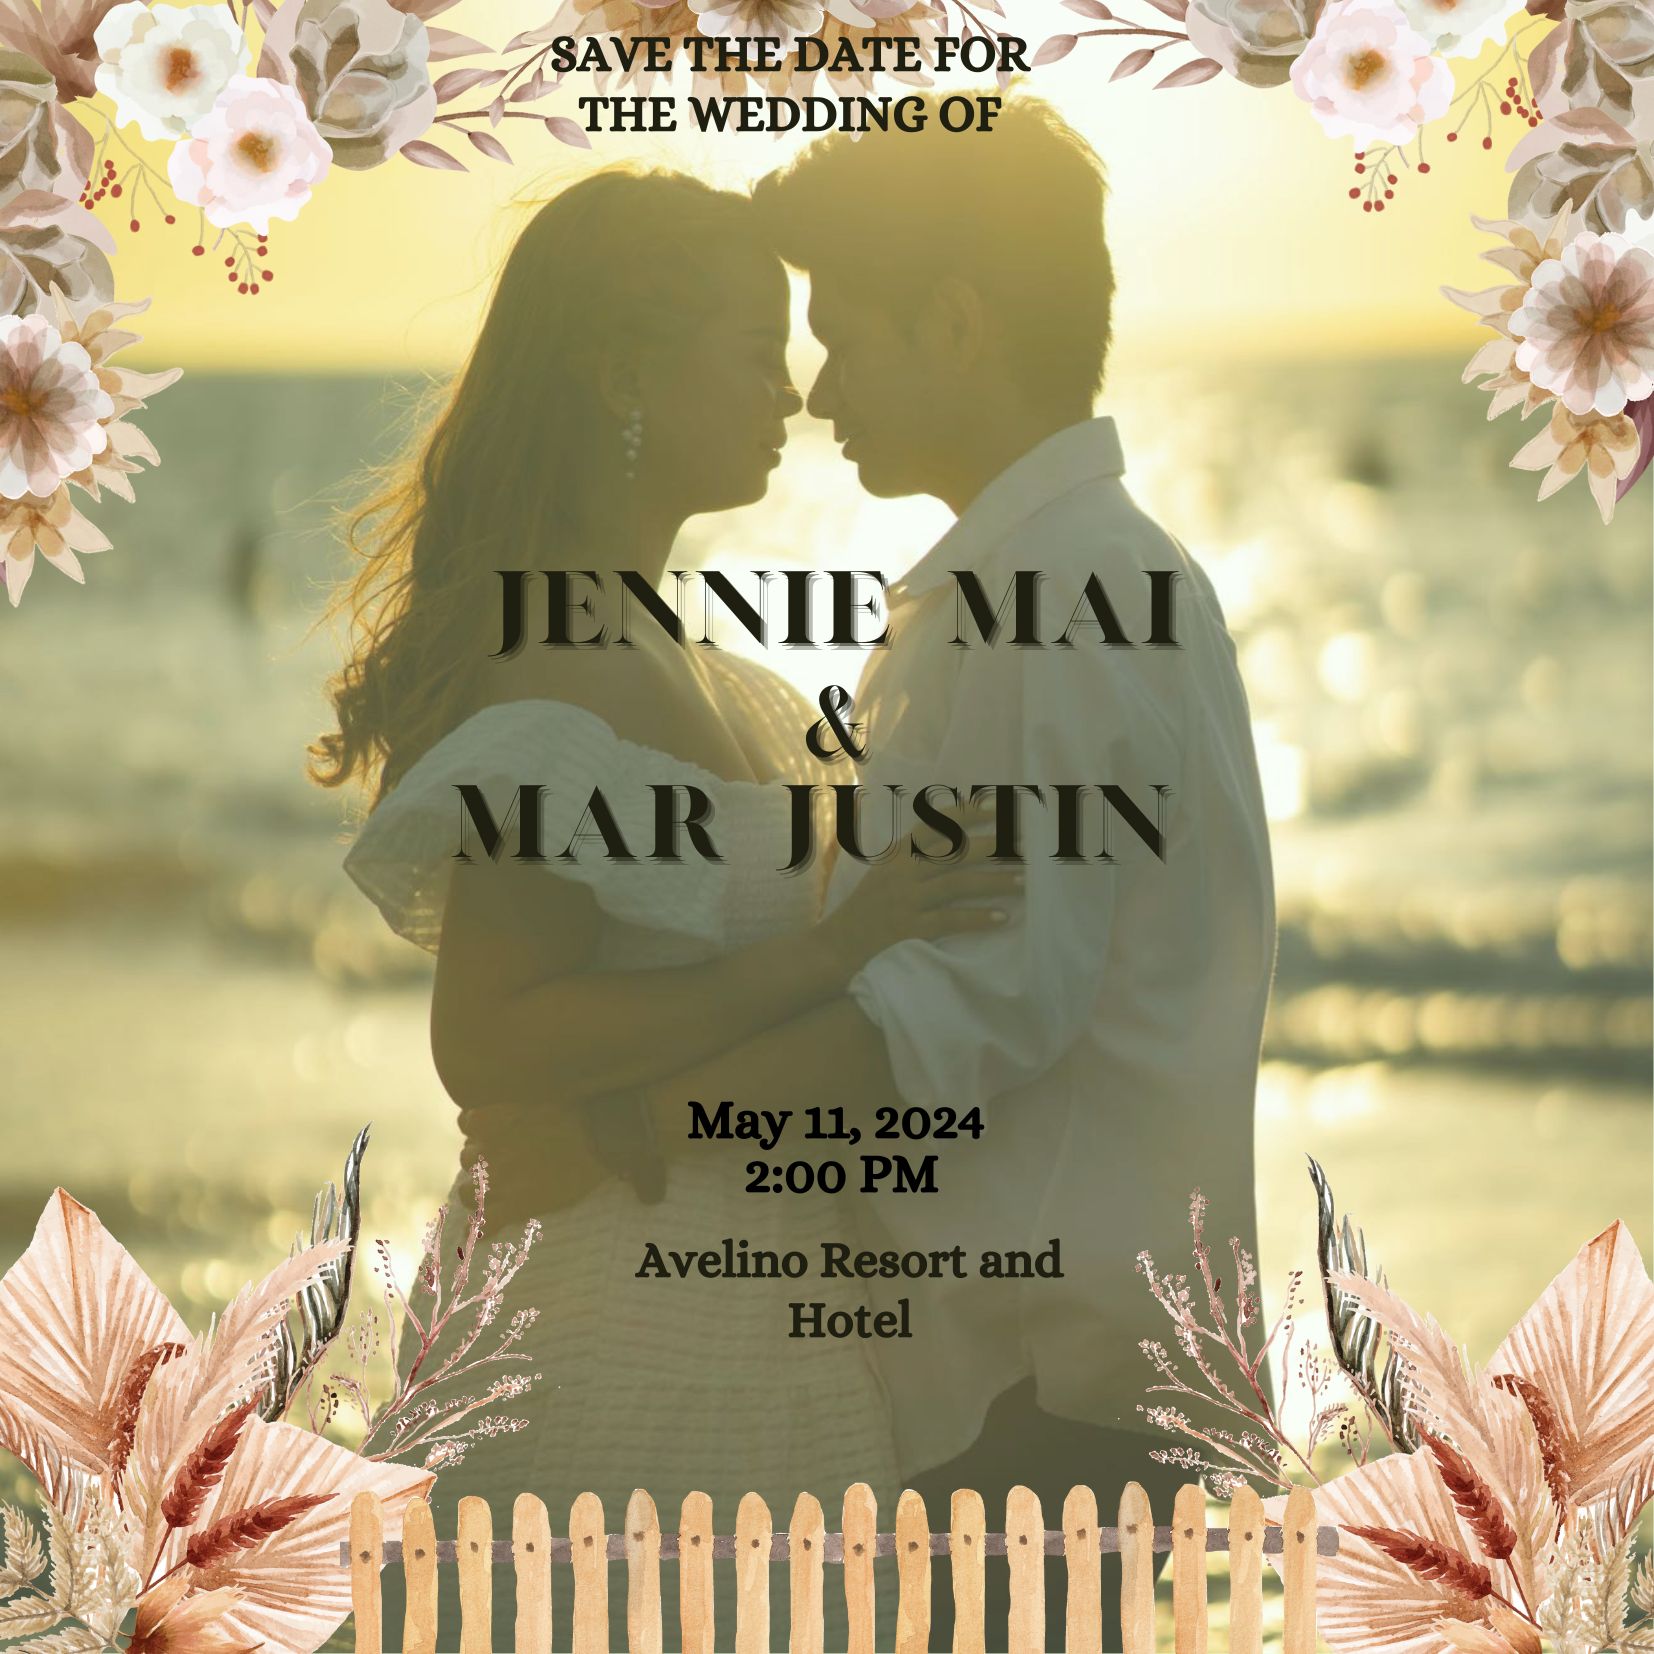 SAVE THE DATE FOR
THE WEDDING OF
JENNIE MAI
&
MAR JUSTIN
May 11, 2024
2:00 PM
Avelino Resort and
Hotel